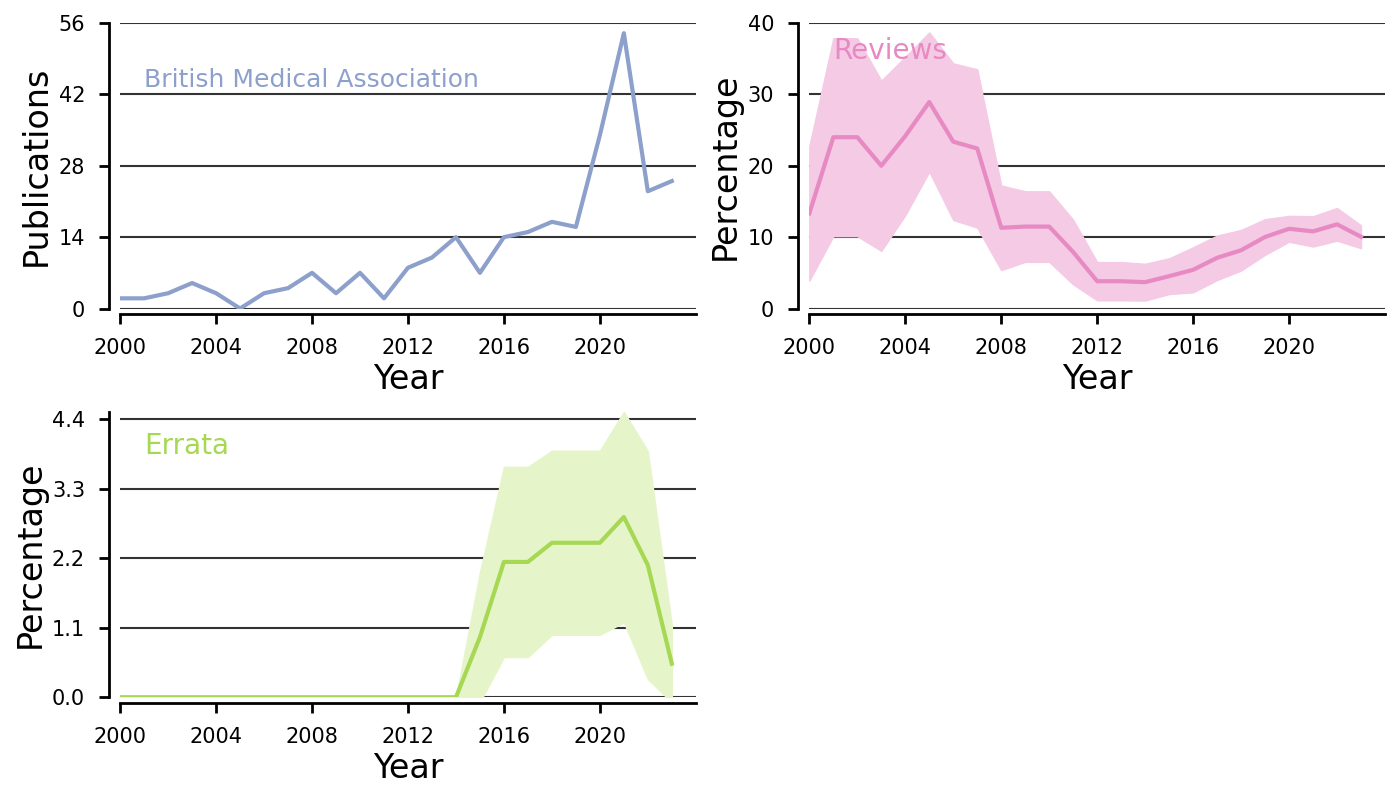 Publications
56
42
28
14
0
British Medical Association
2000 2004 2008 2012 2016 2020
Year
Percentage
40
30
20
10
0
Reviews
2000 2004 2008 2012 2016 2020
Year
Percentage
4.4
3.3
2.2
1.1
0.0
Errata
2000 2004 2008 2012 2016 2020
Year